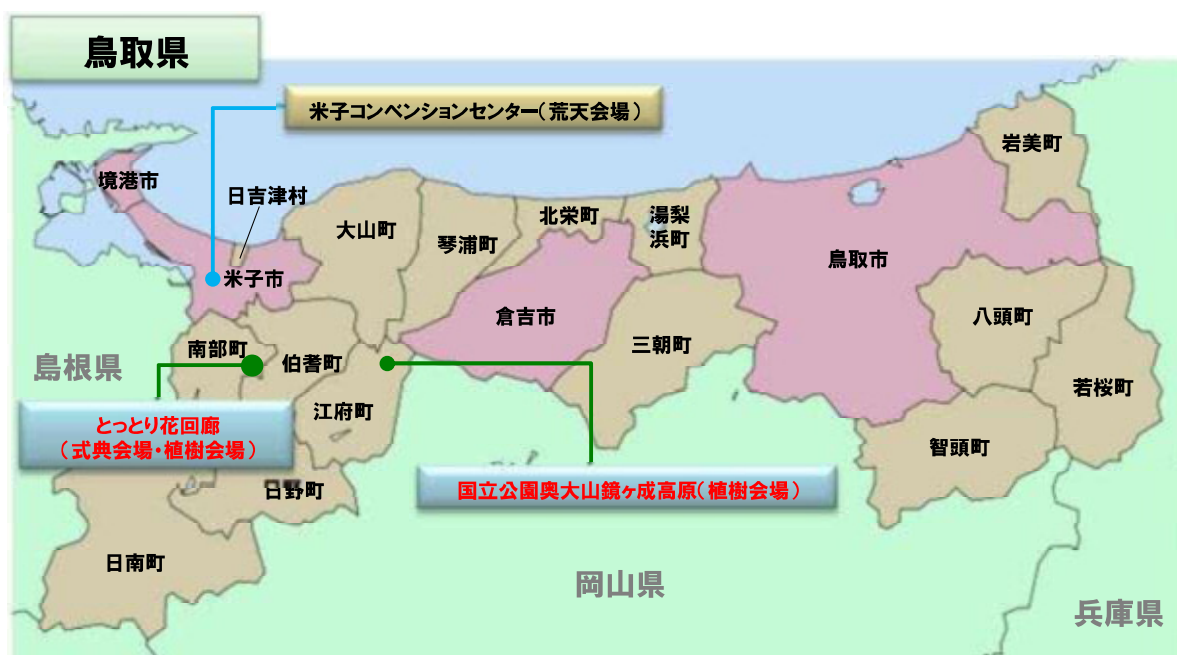 鳥取県
米子コンベンションセンター(荒天会場)
岩美町
境港市
日吉津村
大山町
琴浦町
北栄町
湯梨
浜町
鳥取市
米子市
倉吉市
八頭町
三朝町
南部町
伯耆町
島根県
若桜町
江府町
とっとり花回廊
(式典会場・植樹会場)
智頭町
日野町
国立公園奥大山鏡ヶ成高原(植樹会場)
日南町
岡山県
兵庫県